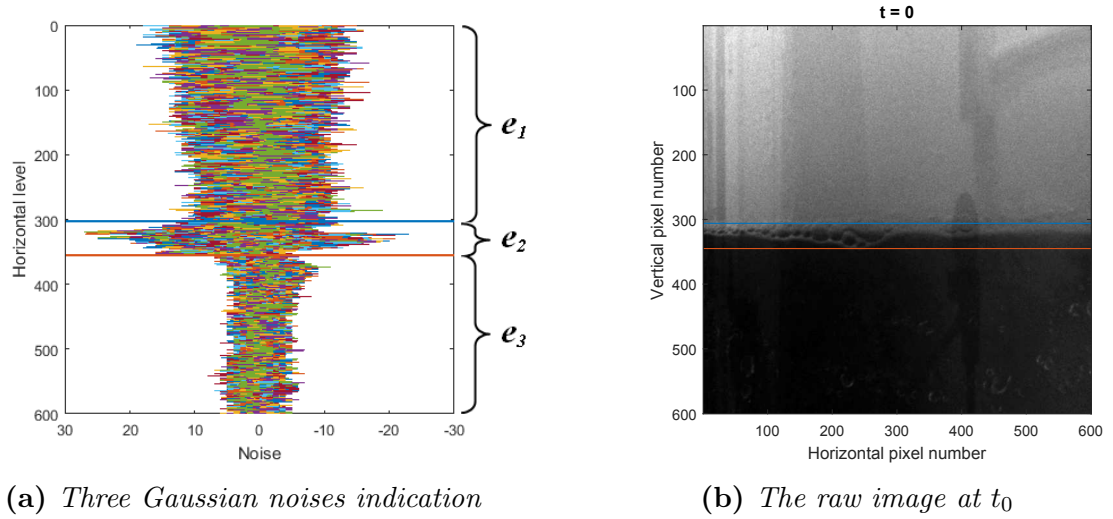 0
100
200
300
400
500
600
Horizontal level
30 20 10 0 -10 -20 -30
Noise
e1
e2
e3
(a) Three Gaussian noises indication
t = 0
100
200
300
400
500
600
Vertical pixel number
100 200 300 400 500 600
Horizontal pixel number
(b) The raw image at t0